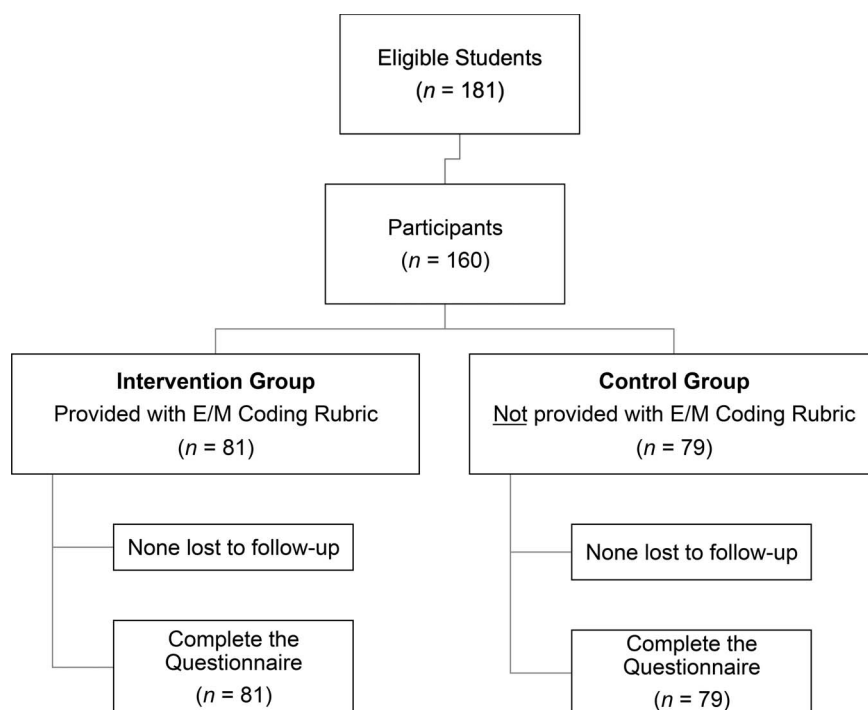 Eligible Students
(n = 181)
Participants
(n = 160)
Intervention Group
Provided with E/M Coding Rubric
(n = 81)
Control Group
Not provided with E/M Coding Rubric
(n = 79)
None lost to follow-up
None lost to follow-up
Complete the
Questionnaire
(n = 81)
Complete the
Questionnaire
(n = 79)